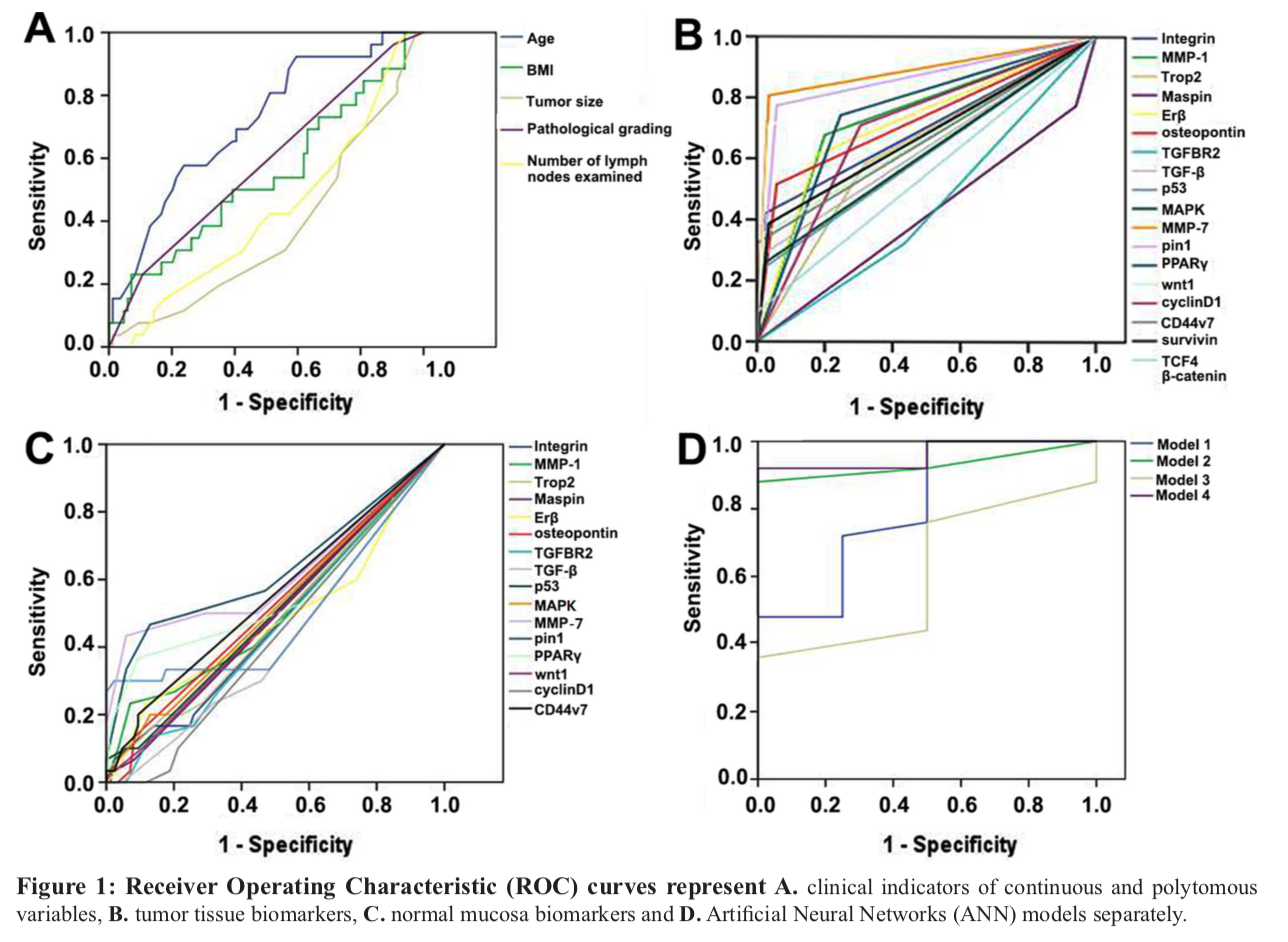 A
1.0
0.8
0.6
0.4
0.2
0.0
Sensitivity
0.0 0.2 0.4 0.6 0.8 1.0
1 - Specificity
Age
BMI
Tumor size
Pathological grading
Number of lymph
nodes examined
B
1.0
0.8
0.6
0.4
0.2
0.0
Sensitivity
0.0 0.2 0.4 0.6 0.8 1.0
1 - Specificity
Integrin
MMP-1
Trop2
Maspin
Erβ
osteopontin
TGFBR2
TGF-β
p53
MAPK
MMP-7
pin1
PPARγ
wnt1
cyclinD1
CD44v7
survivin
TCF4
β-catenin
C
1.0
0.8
0.6
0.4
0.2
0.0
Sensitivity
0.0 0.2 0.4 0.6 0.8 1.0
1 - Specificity
Integrin
MMP-1
Trop2
Maspin
Erβ
osteopontin
TGFBR2
TGF-β
p53
MAPK
MMP-7
pin1
PPARγ
wnt1
cyclinD1
CD44v7
D
1.0
0.8
0.6
0.4
0.2
0.0
Sensitivity
0.0 0.2 0.4 0.6 0.8 1.0
1 - Specificity
Model 1
Model 2
Model 3
Model 4
Figure 1: Receiver Operating Characteristic (ROC) curves represent A. clinical indicators of continuous and polytomous
variables, B. tumor tissue biomarkers, C. normal mucosa biomarkers and D. Artificial Neural Networks (ANN) models separately.